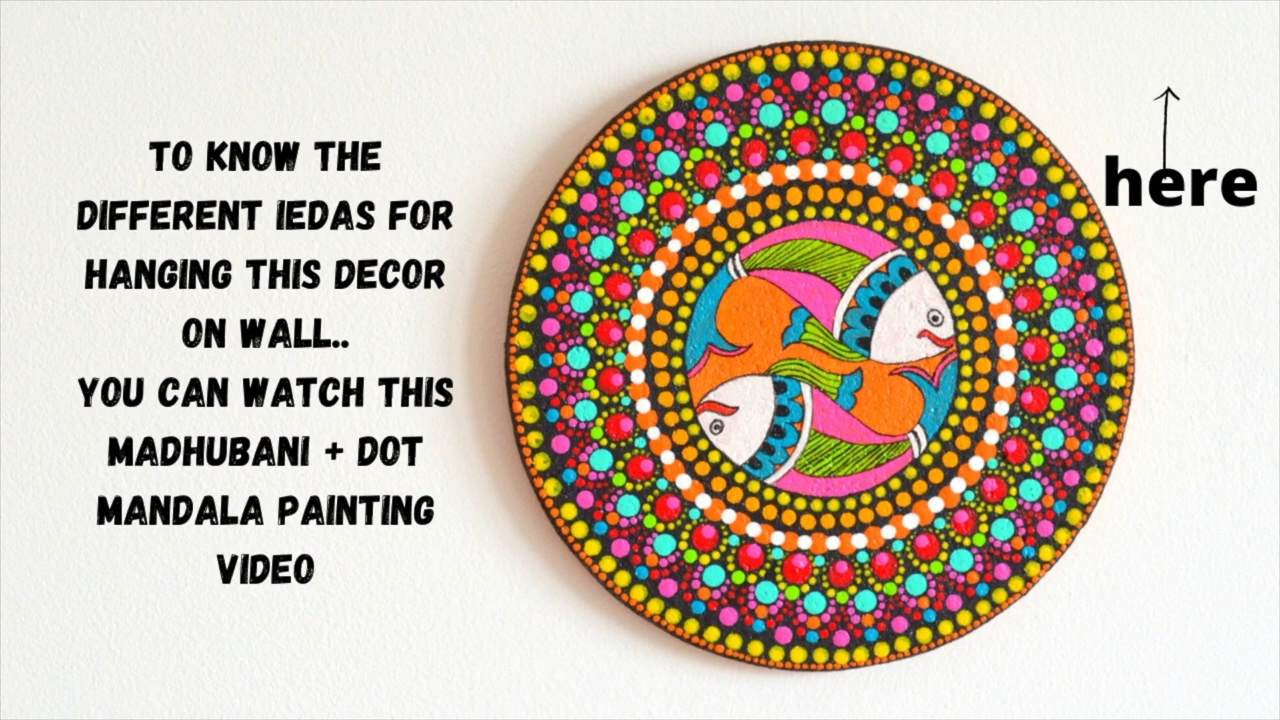 TO KNOW THE
DIFFERENT IEDAS FOR
HANGING THIS DECOR
ON WALL..
YOU CAN WATCH THIS
MADHUBANI + DOT
MANDALA PAINTING
VIDEO
here